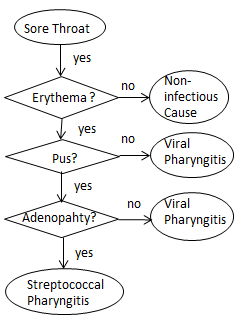 Sore Throat
yes
Erythema ?
no
Non-
infectious
Cause
yes
Pus?
no
Viral
Pharyngitis
yes
Adenopahty?
no
Viral
Pharyngitis
yes
Streptococcal
Pharyngitis